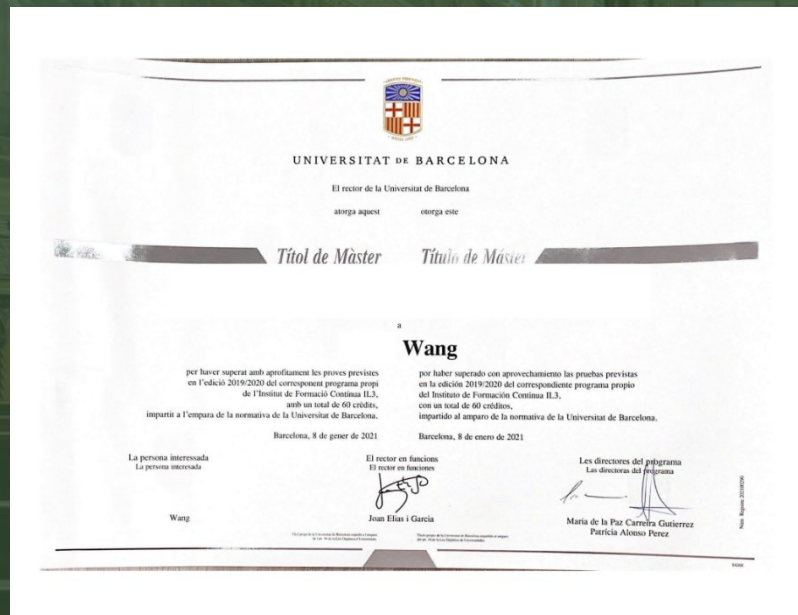 UNIVERSITAT DE BARCELONA
El rector de la Universitat de Barcelona
atorga aquest otorga este
Títol de Màster Título de Máster
a
Wang
per haver superat amb aprofitament les proves previstes
en l'edició 2019/2020 del corresponent programa propi
de l'Institut de Formació Contínua IL3,
amb un total de 60 crèdits,
impartit a l'empara de la normativa de la Universitat de Barcelona.
Barcelona, 8 de gener de 2021
por haber superado con aprovechamiento las pruebas previstas
en la edición 2019/2020 del correspondiente programa propio
del Instituto de Formación Continua IL3,
con un total de 60 créditos,
impartido al amparo de la normativa de la Universitat de Barcelona.
Barcelona, 8 de enero de 2021
La persona interessada
La persona interesada
Wang
El rector en funcions
El rector en funciones
Joan Elias i Garcia
Les directores del programa
Las directoras del programa
Maria de la Paz Carreira Gutierrez
Patrícia Alonso Perez